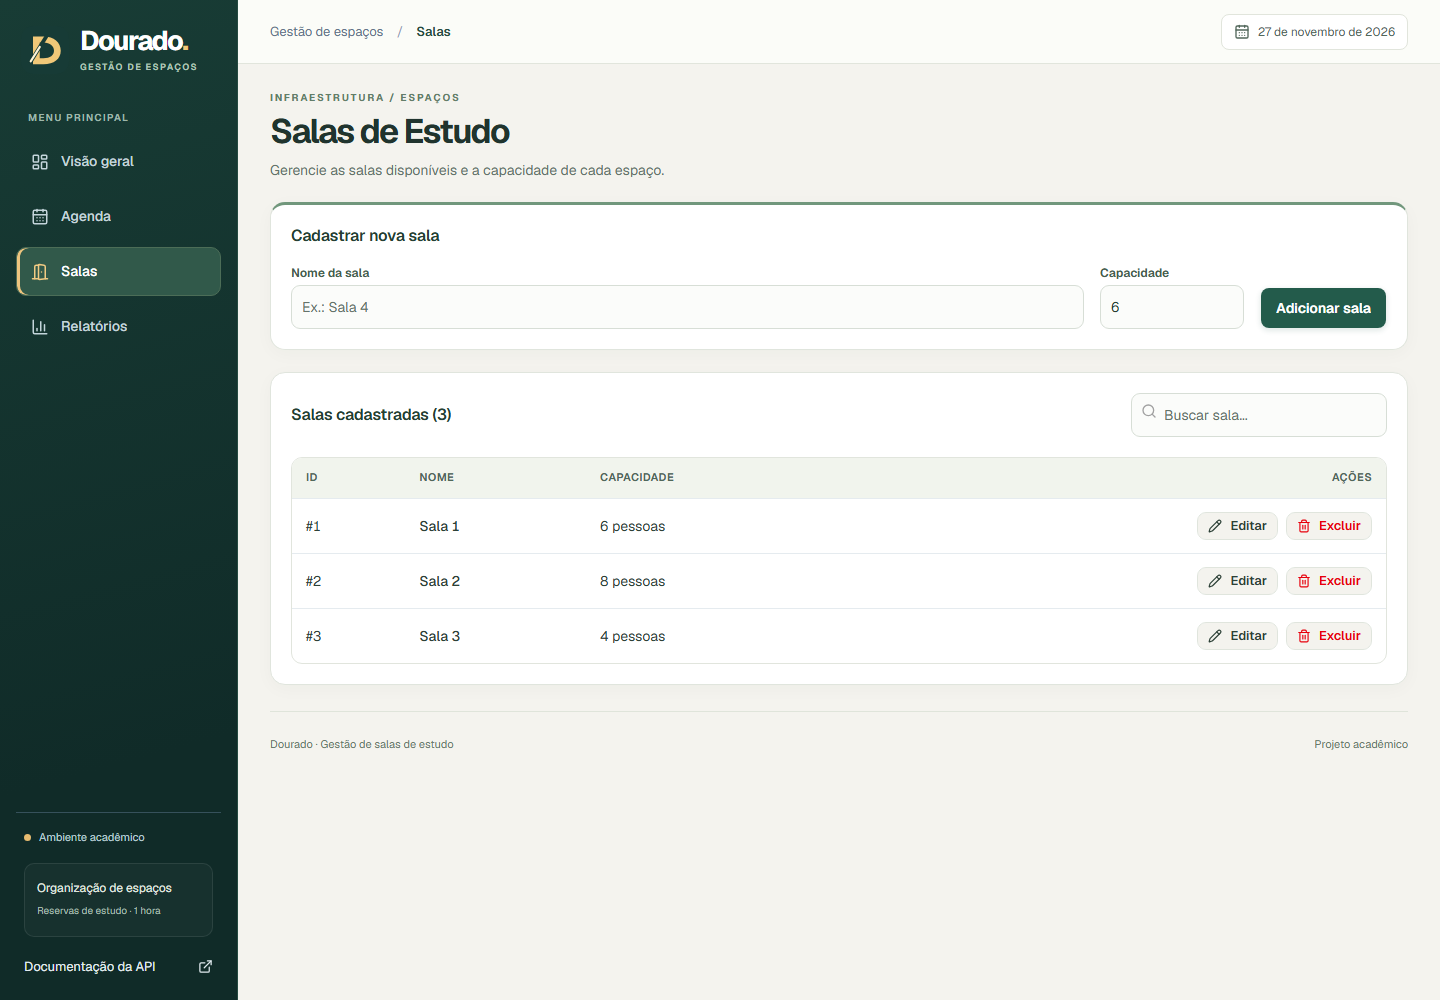 Dourado.
GESTÃO DE ESPAÇOS
MENU PRINCIPAL
Visão geral
Agenda
Salas
Relatórios
Ambiente acadêmico
Organização de espaços
Reservas de estudo · 1 hora
Documentação da API
Gestão de espaços / Salas
27 de novembro de 2026
INFRAESTRUTURA / ESPAÇOS
Salas de Estudo
Gerencie as salas disponíveis e a capacidade de cada espaço.
Cadastrar nova sala
Nome da sala Capacidade
Ex.: Sala 4 6 Adicionar sala
Salas cadastradas (3) Buscar sala...
ID NOME CAPACIDADE AÇÕES
#1 Sala 1 6 pessoas Editar Excluir
#2 Sala 2 8 pessoas Editar Excluir
#3 Sala 3 4 pessoas Editar Excluir
Dourado · Gestão de salas de estudo Projeto acadêmico